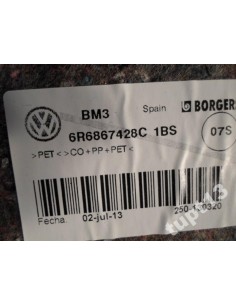 BM3 Spain BORGERS
6R6867428C 1BS 07S
>PET<>CO+PP+PET<
Fecha. 02-jul-13